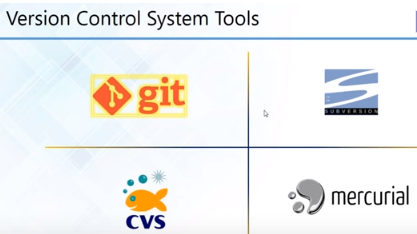 Version Control System Tools
git
SUBVERSION
CVS
mercurial